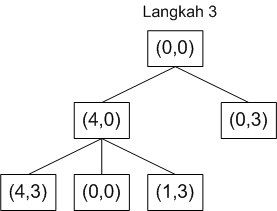 Langkah 3
(0,0)
(4,0) (0,3)
(4,3) (0,0) (1,3)